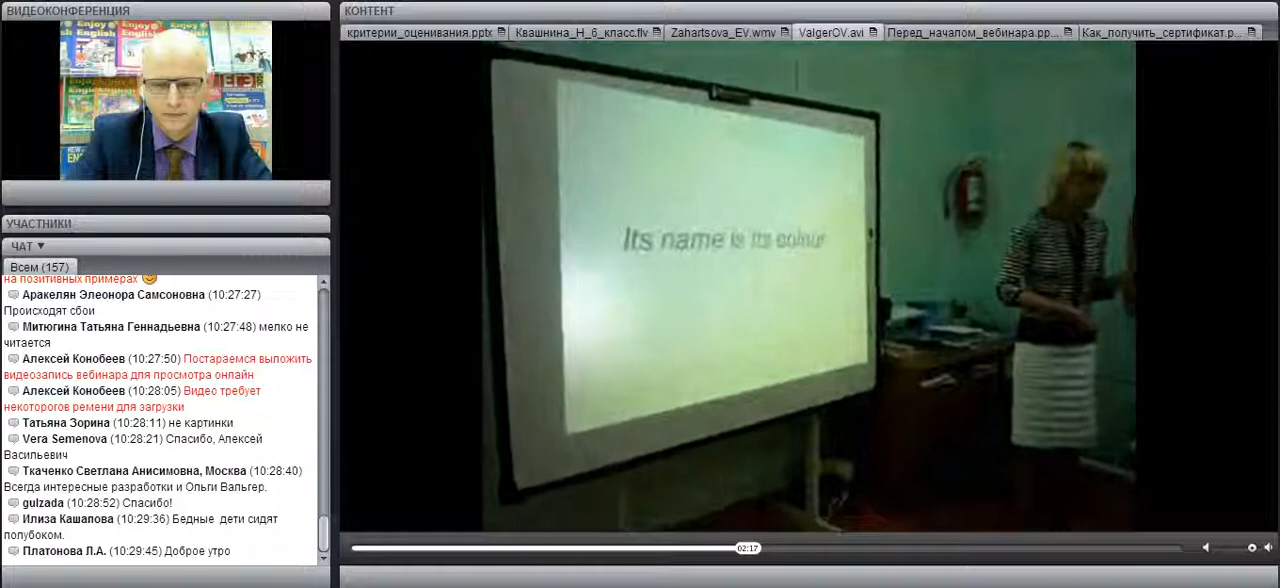 ВИДЕОКОНФЕРЕНЦИЯ
Enjoy English
ЕГЭ
УЧАСТНИКИ
ЧАТ ▼
Всем (157)
на позитивных примерах
Аракелян Элеонора Самсоновна (10:27:27)
Происходят сбои
Митюгина Татьяна Геннадьевна (10:27:48) мелко не
читается
Алексей Конобеев (10:27:50) Постараемся выложить
видеозапись вебинара для просмотра онлайн
Алексей Конобеев (10:28:05) Видео требует
некоторогов ремени для загрузки
Татьяна Зорина (10:28:11) не картинки
Vera Semenova (10:28:21) Спасибо, Алексей
Васильевич
Ткаченко Светлана Анисимовна, Москва (10:28:40)
Всегда интересные разработки и Ольги Вальгер.
gulzada (10:28:52) Спасибо!
Илиза Кашапова (10:29:36) Бедные дети сидят
полубоком.
Платонова Л.А. (10:29:45) Доброе утро
КОНТЕНТ
критерии_оценивания.pptx
Квашнина_Н_6_класс.flv
Zahartsova_EV.wmv
ValgerOV.avi
Перед_началом_вебинара.pp...
Как_получить_сертификат.p...
Its name is its colour
02:17